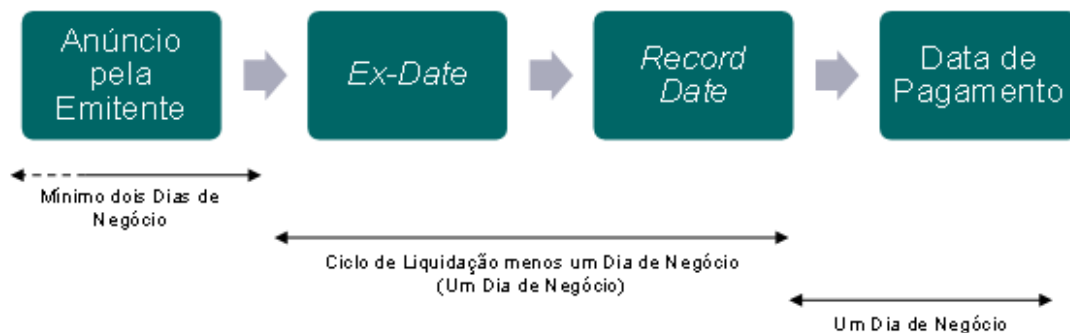 Anúncio
pela
Emitente
Ex-Date
Record
Date
Data de
Pagamento
Mínimo dois Dias de
Negócio
Ciclo de Liquidação menos um Dia de Negócio
(Um Dia de Negócio)
Um Dia de Negócio